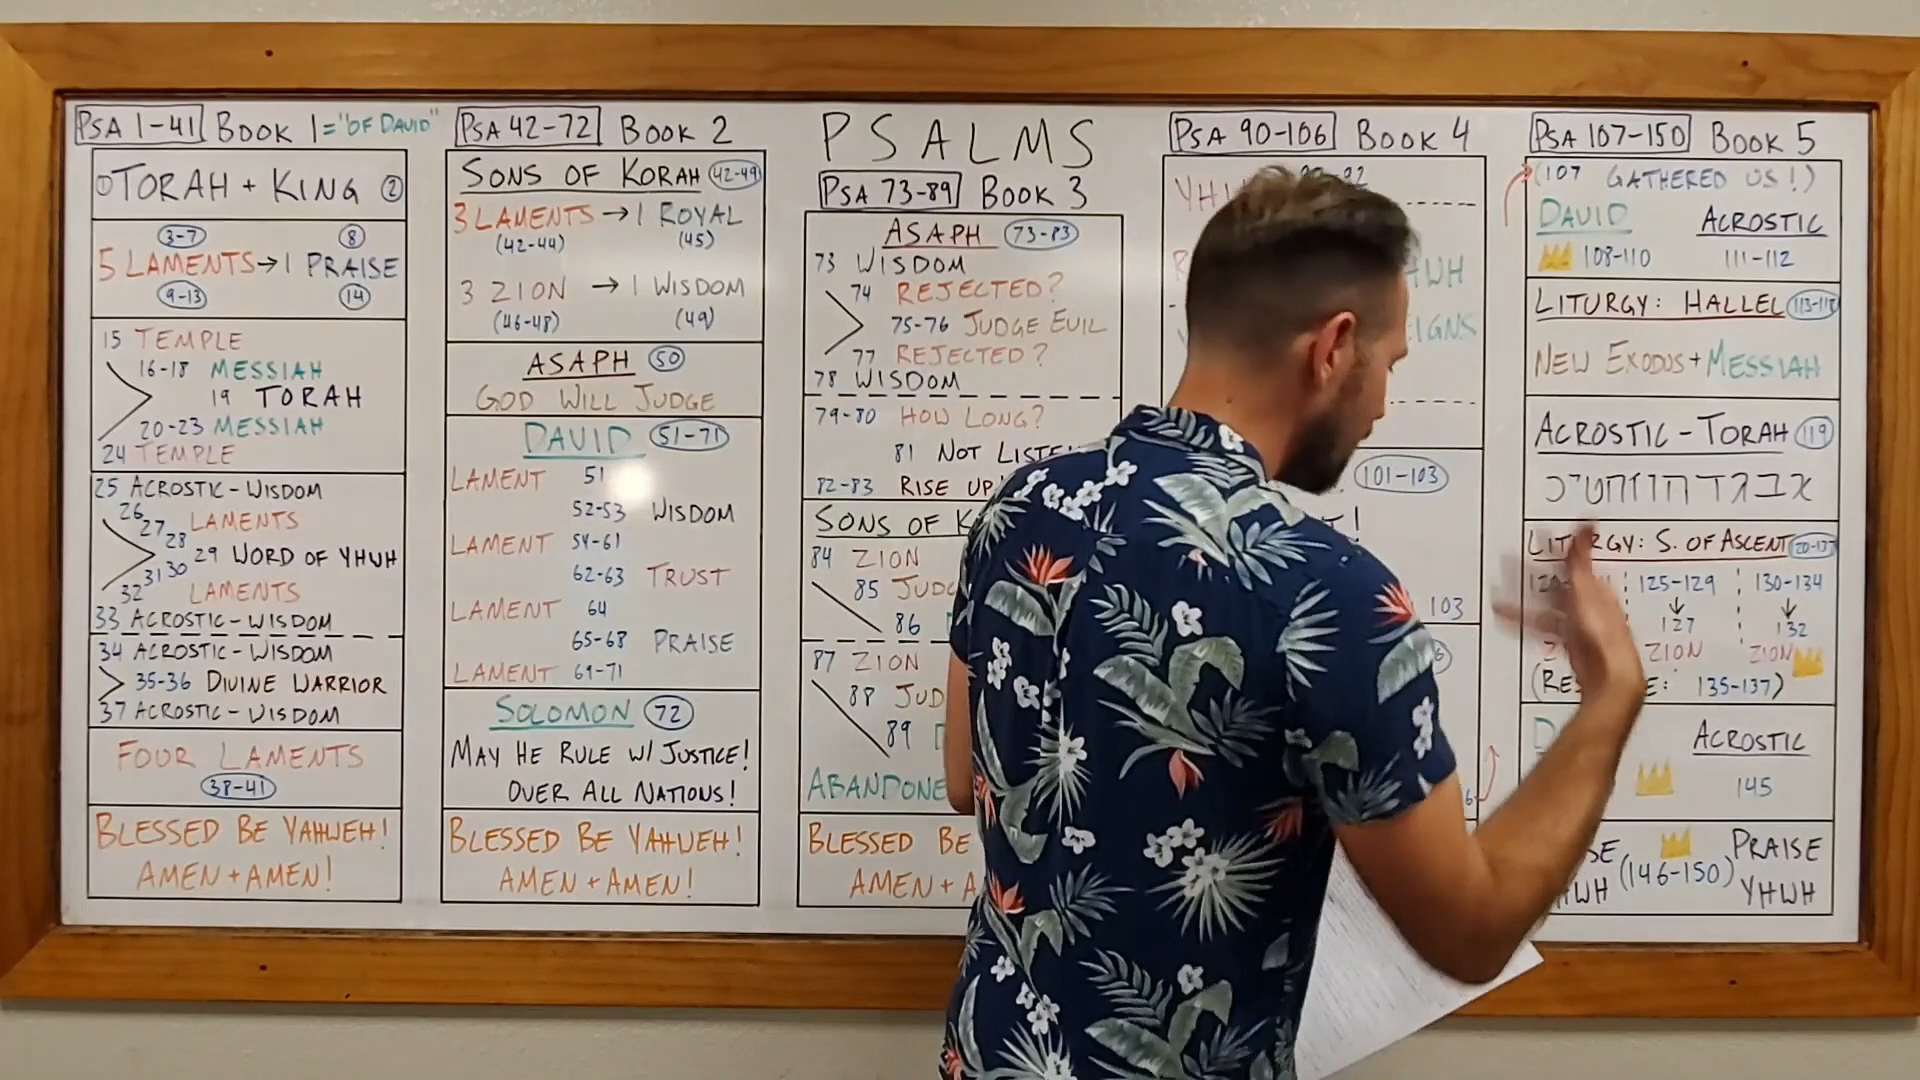 PSALMS
PSA 1-41 BOOK 1 = "OF DAVID"
① TORAH + KING ②
3-7 8
5 LAMENTS → 1 PRAISE
9-13 14
15 TEMPLE
16-18 MESSIAH
19 TORAH
20-23 MESSIAH
24 TEMPLE
25 ACROSTIC-WISDOM
26
27 LAMENTS
28
29 WORD OF YHWH
30
31
32 LAMENTS
33 ACROSTIC-WISDOM
34 ACROSTIC-WISDOM
35-36 DIVINE WARRIOR
37 ACROSTIC-WISDOM
FOUR LAMENTS
38-41
BLESSED BE YAHWEH!
AMEN + AMEN!
PSA 42-72 BOOK 2
SONS OF KORAH 42-49
3 LAMENTS → 1 ROYAL
(42-44) (45)
3 ZION → 1 WISDOM
(46-48) (49)
ASAPH 50
GOD WILL JUDGE
DAVID 51-71
LAMENT 51
52-53 WISDOM
LAMENT 54-61
62-63 TRUST
LAMENT 64
65-68 PRAISE
LAMENT 69-71
SOLOMON 72
MAY HE RULE W/ JUSTICE!
OVER ALL NATIONS!
BLESSED BE YAHWEH!
AMEN + AMEN!
PSA 73-89 BOOK 3
ASAPH 73-83
73 WISDOM
74 REJECTED?
75-76 JUDGE EVIL
77 REJECTED?
78 WISDOM
79-80 HOW LONG?
81 NOT
82-83 RISE UP
SONS OF
84 ZION
85
86
87 ZION
88
89
BLESSED BE
AMEN +
PSA 90-106 BOOK 4
101-103
103
PSA 107-150 BOOK 5
(107 GATHERED US!)
DAVID ACROSTIC
108-110 111-112
LITURGY: HALLEL 113-118
NEW EXODUS + MESSIAH
ACROSTIC-TORAH 119
אבגדהוזחטיכ
LITURGY: S. OF ASCENT
125-129 130-134
↓ ↓
127 132
ZION ZION
135-137)
ACROSTIC
145
PRAISE
(146-150) YHWH